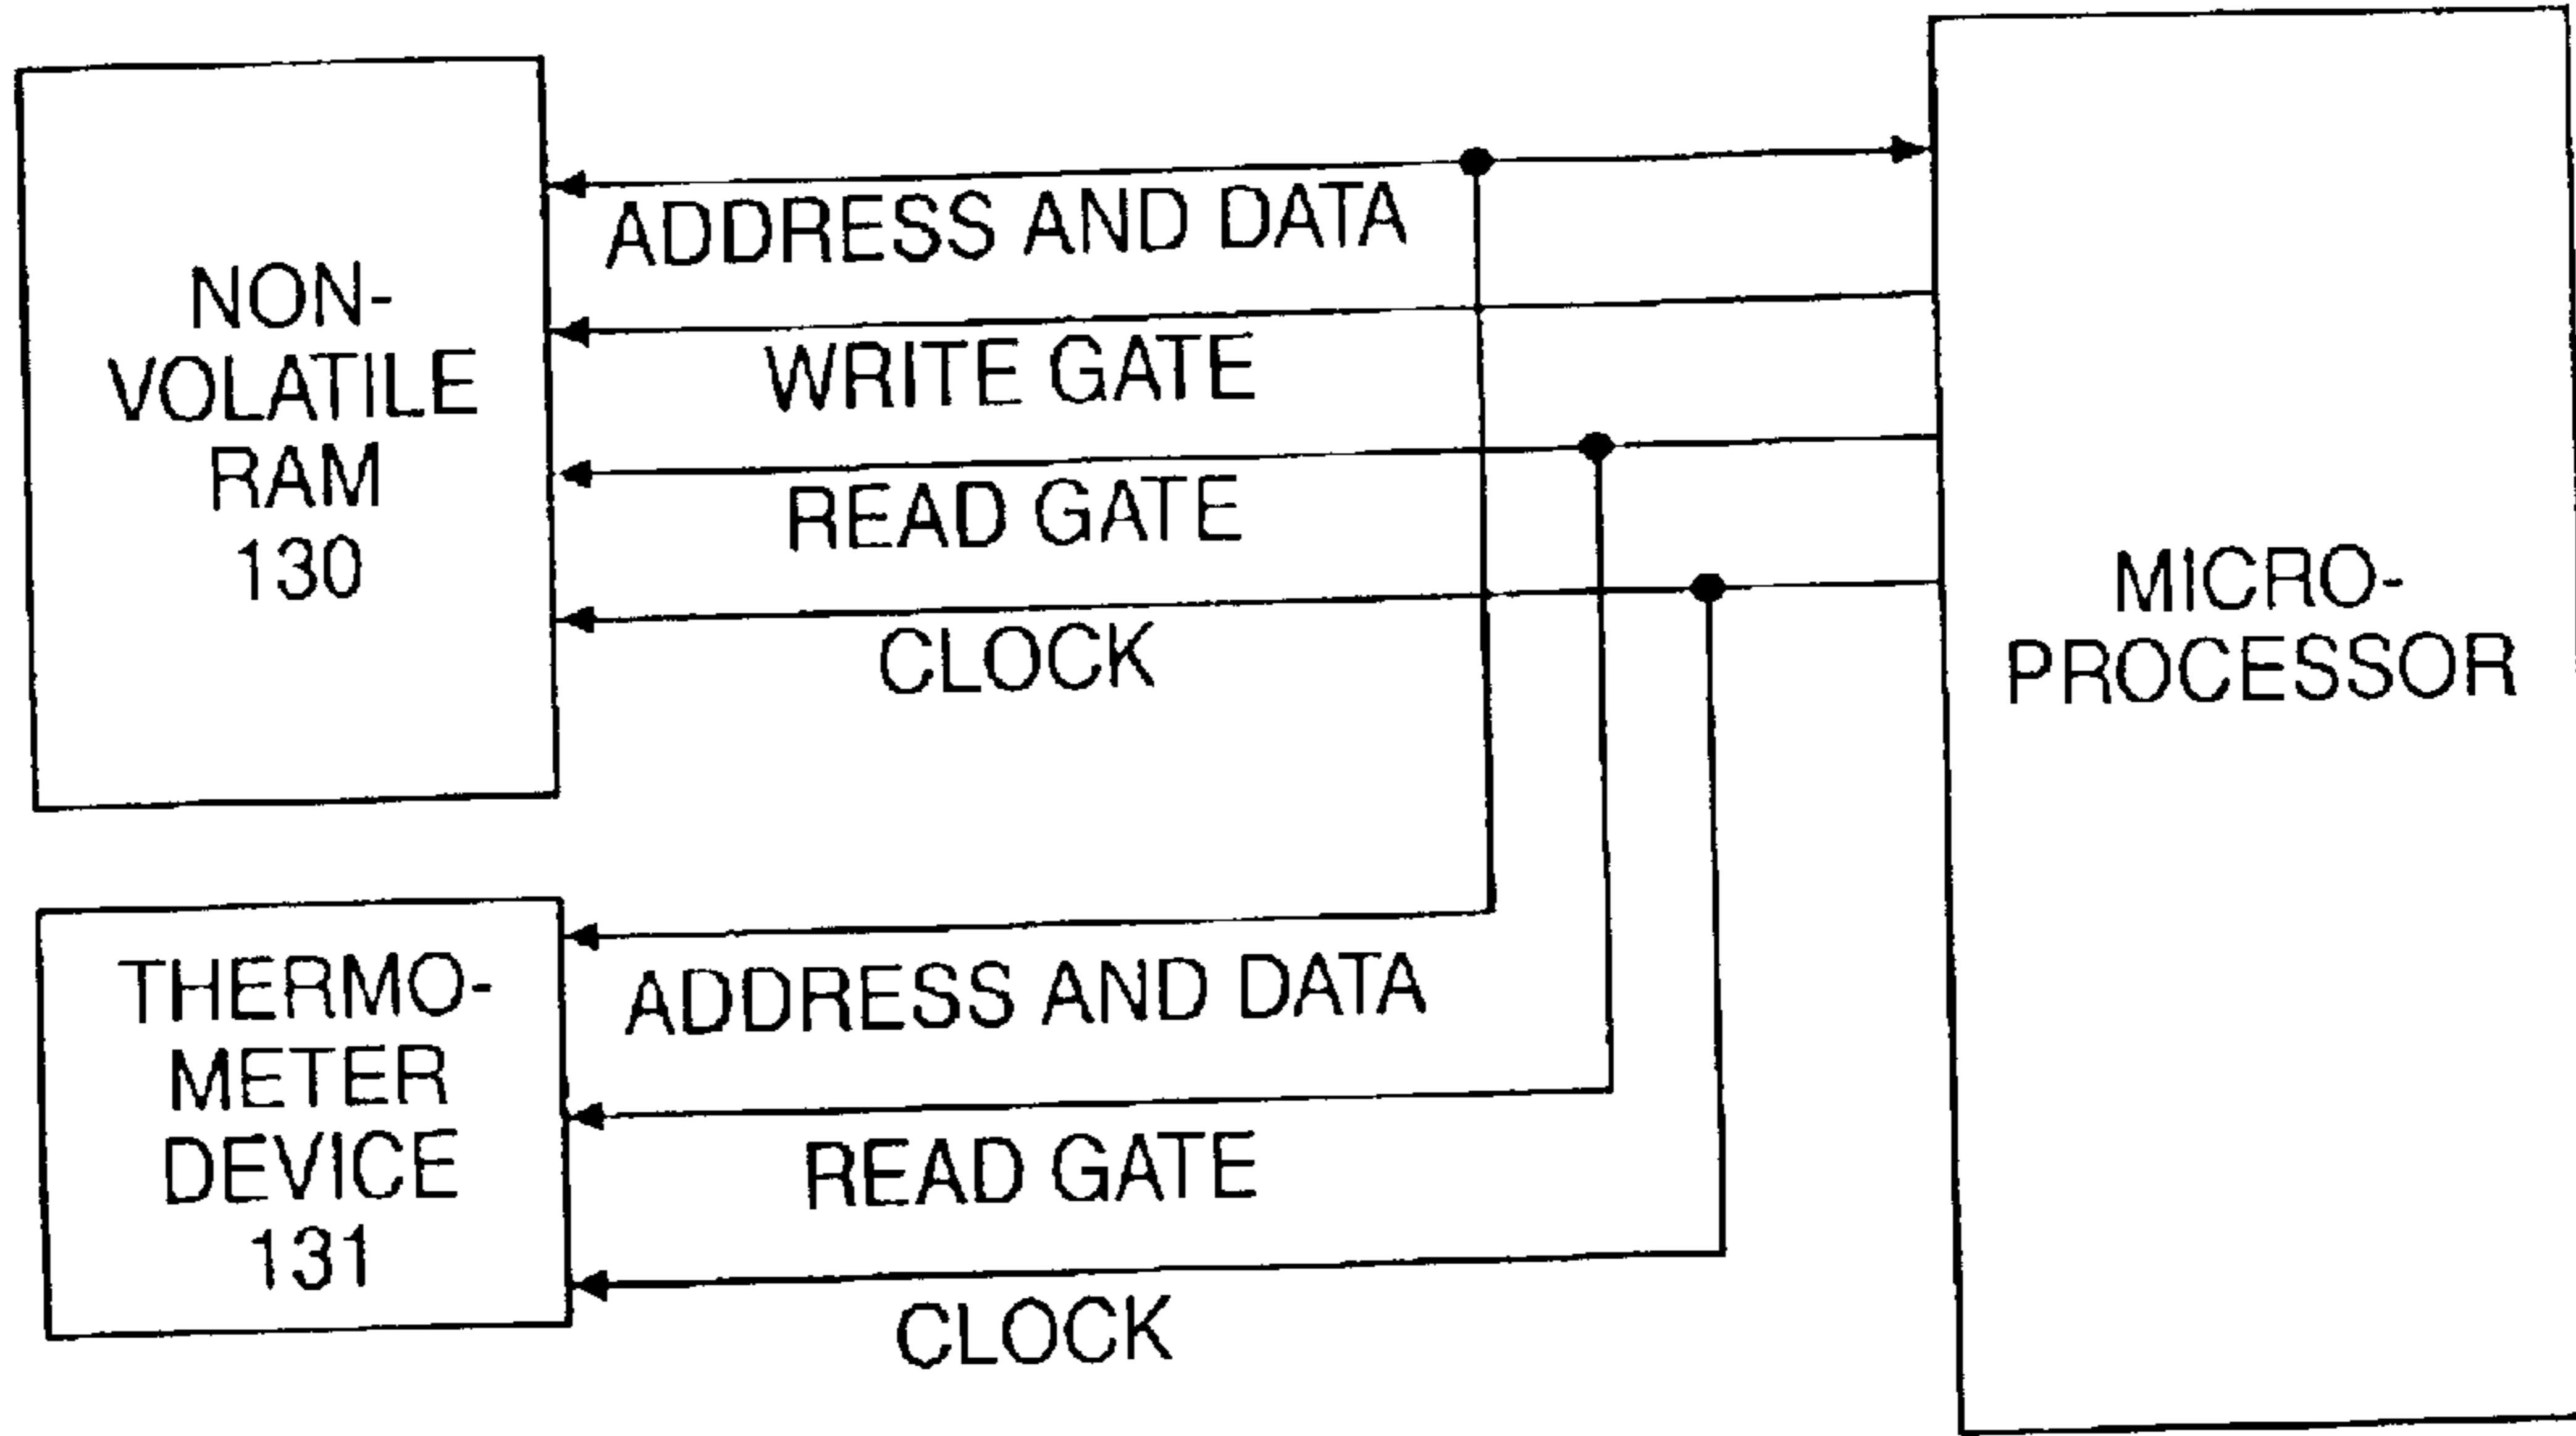 NON-
VOLATILE
RAM
130
ADDRESS AND DATA
WRITE GATE
READ GATE
CLOCK
MICRO-
PROCESSOR
THERMO-
METER
DEVICE
131
ADDRESS AND DATA
READ GATE
CLOCK